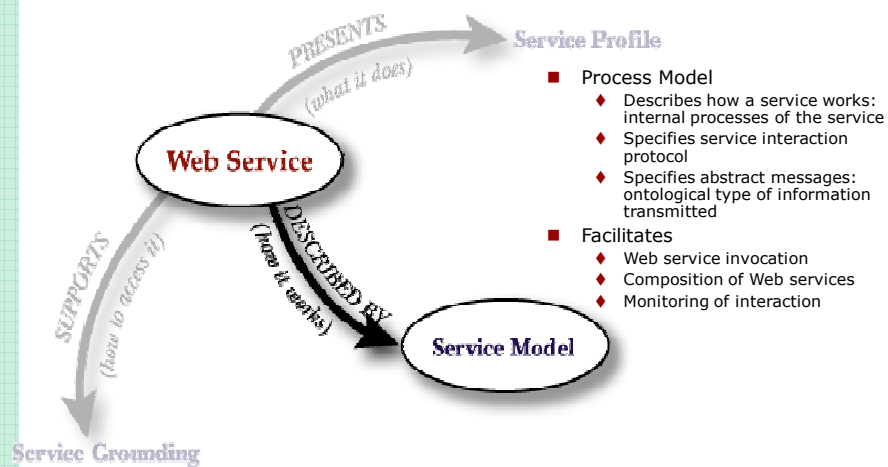 PRESENTS
(what it does)
Service Profile
Web Service
SUPPORTS
(how to access it)
DESCRIBED BY
(how it works)
Service Model
Service Grounding
Process Model
Describes how a service works:
internal processes of the service
Specifies service interaction
protocol
Specifies abstract messages:
ontological type of information
transmitted
Facilitates
Web service invocation
Composition of Web services
Monitoring of interaction